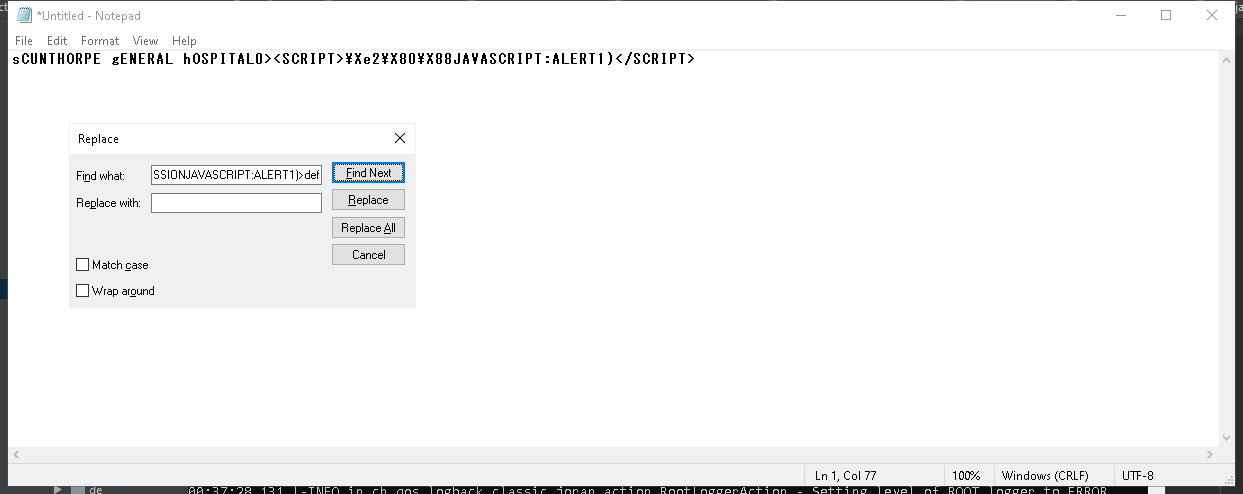 *Untitled - Notepad
File Edit Format View Help
sCUNTHORPE gENERAL hOSPITALO><SCRIPT>¥Xe2¥X80¥X88JAVASCRIPT:ALERT1)</SCRIPT>
Replace
Find what: SSIONJAVASCRIPT:ALERT1)>def Find Next
Replace with: Replace
Replace All
Cancel
Match case
Wrap around
Ln 1, Col 77 100% Windows (CRLF) UTF-8
de 00:37:28,131 |-INFO in ch.qos.logback.classic.joran.action.RootLoggerAction - Setting level of ROOT logger to ERROR